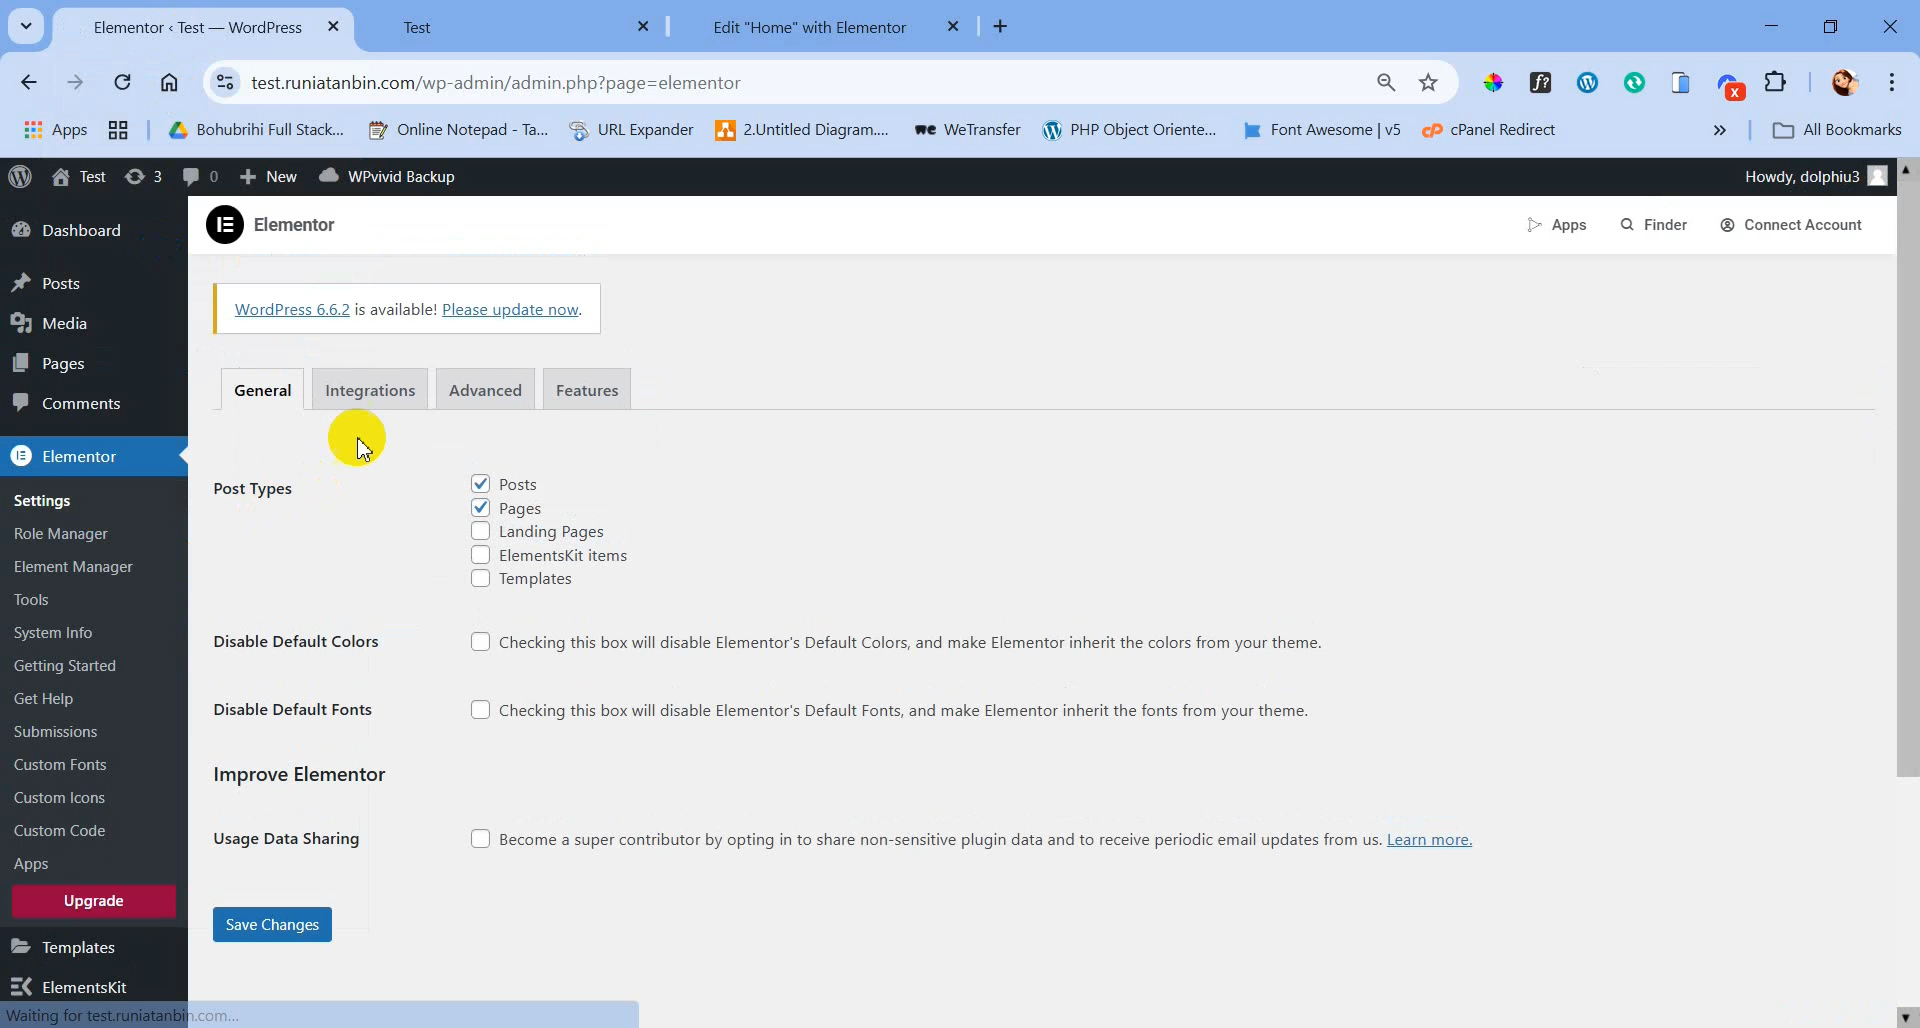 Elementor ‹ Test — WordPress
Test
Edit "Home" with Elementor
test.runiatanbin.com/wp-admin/admin.php?page=elementor
Apps
Bohubrihi Full Stack...
Online Notepad - Ta...
URL Expander
2.Untitled Diagram....
WeTransfer
PHP Object Oriente...
Font Awesome | v5
cPanel Redirect
All Bookmarks
Test
3
0
New
WPvivid Backup
Howdy, dolphiu3
Dashboard
Posts
Media
Pages
Comments
Elementor
Settings
Role Manager
Element Manager
Tools
System Info
Getting Started
Get Help
Submissions
Custom Fonts
Custom Icons
Custom Code
Apps
Upgrade
Templates
ElementsKit
Waiting for test.runiatanbin.com...
Elementor
Apps
Finder
Connect Account
WordPress 6.6.2 is available! Please update now.
General
Integrations
Advanced
Features
Post Types
Posts
Pages
Landing Pages
ElementsKit items
Templates
Disable Default Colors
Checking this box will disable Elementor's Default Colors, and make Elementor inherit the colors from your theme.
Disable Default Fonts
Checking this box will disable Elementor's Default Fonts, and make Elementor inherit the fonts from your theme.
Improve Elementor
Usage Data Sharing
Become a super contributor by opting in to share non-sensitive plugin data and to receive periodic email updates from us. Learn more.
Save Changes